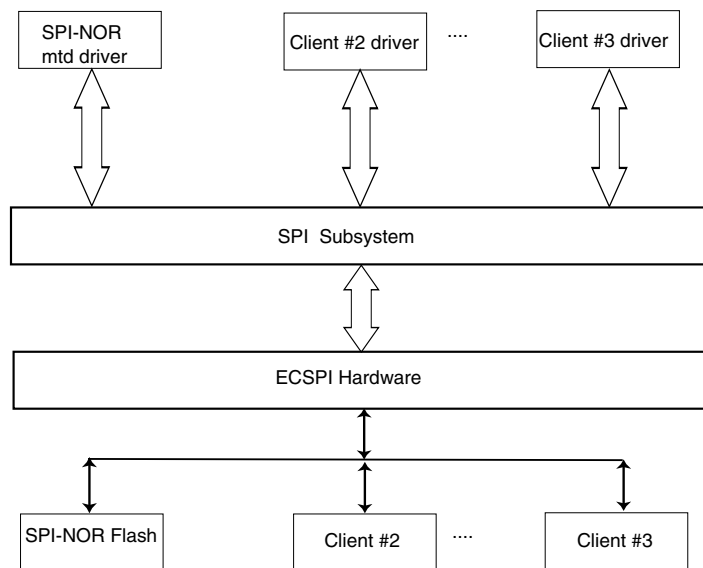 SPI-NOR
mtd driver
Client #2 driver
....
Client #3 driver
SPI Subsystem
ECSPI Hardware
SPI-NOR Flash
Client #2
....
Client #3